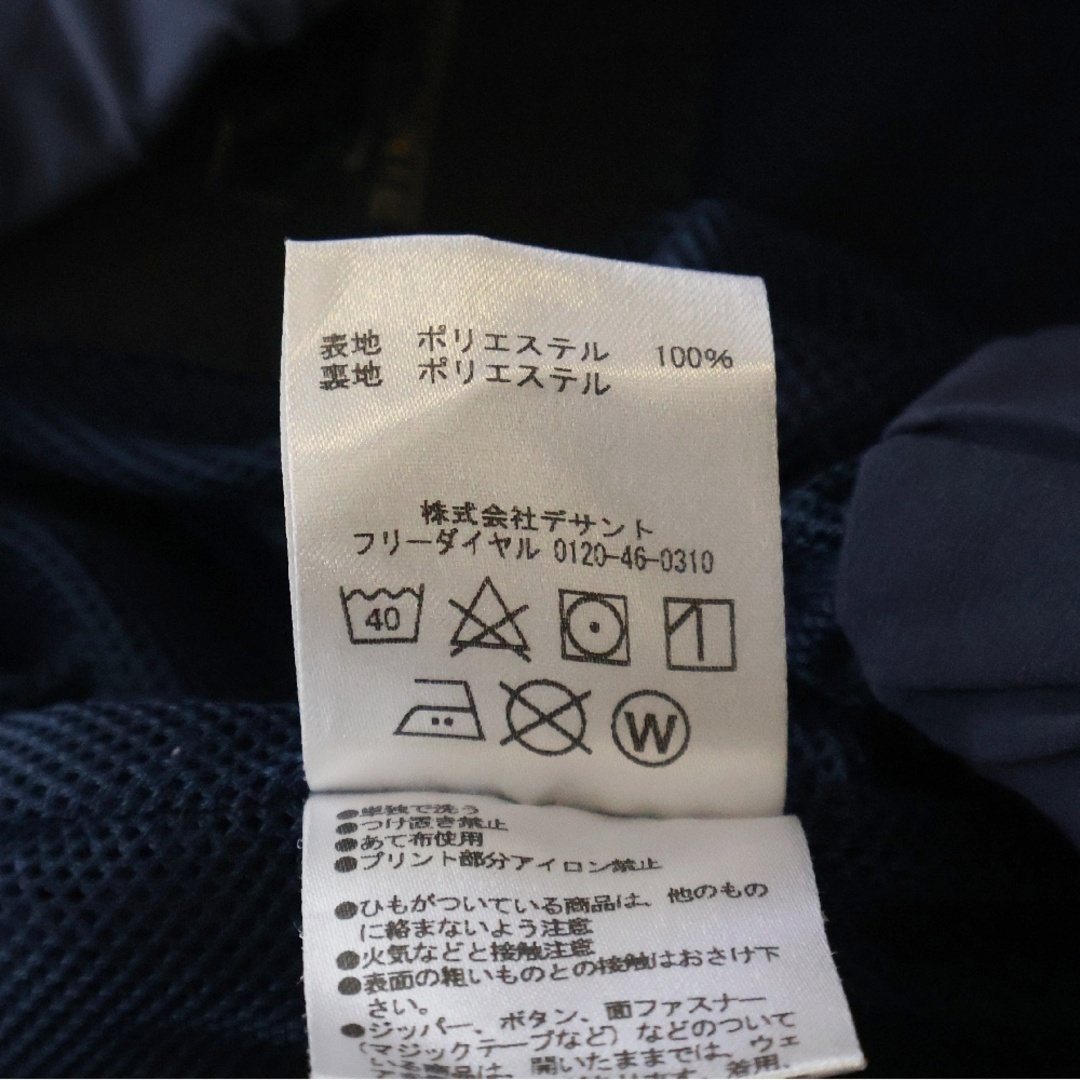 表地 ポリエステル 100%
裏地 ポリエステル
株式会社デサント
フリーダイヤル 0120-46-0310
40
W
●単独で洗う
●つけ置き禁止
●あて布使用
●プリント部分アイロン禁止
●ひもがついている商品は、他のもの
に絡まないよう注意
●火気などと接触注意
●表面の粗いものとの接触はおさけ下
さい。
●ジッパー、ボタン、面ファスナー
(マジックテープなど)などのついて
いる商品は、開いたままでは、ウェ